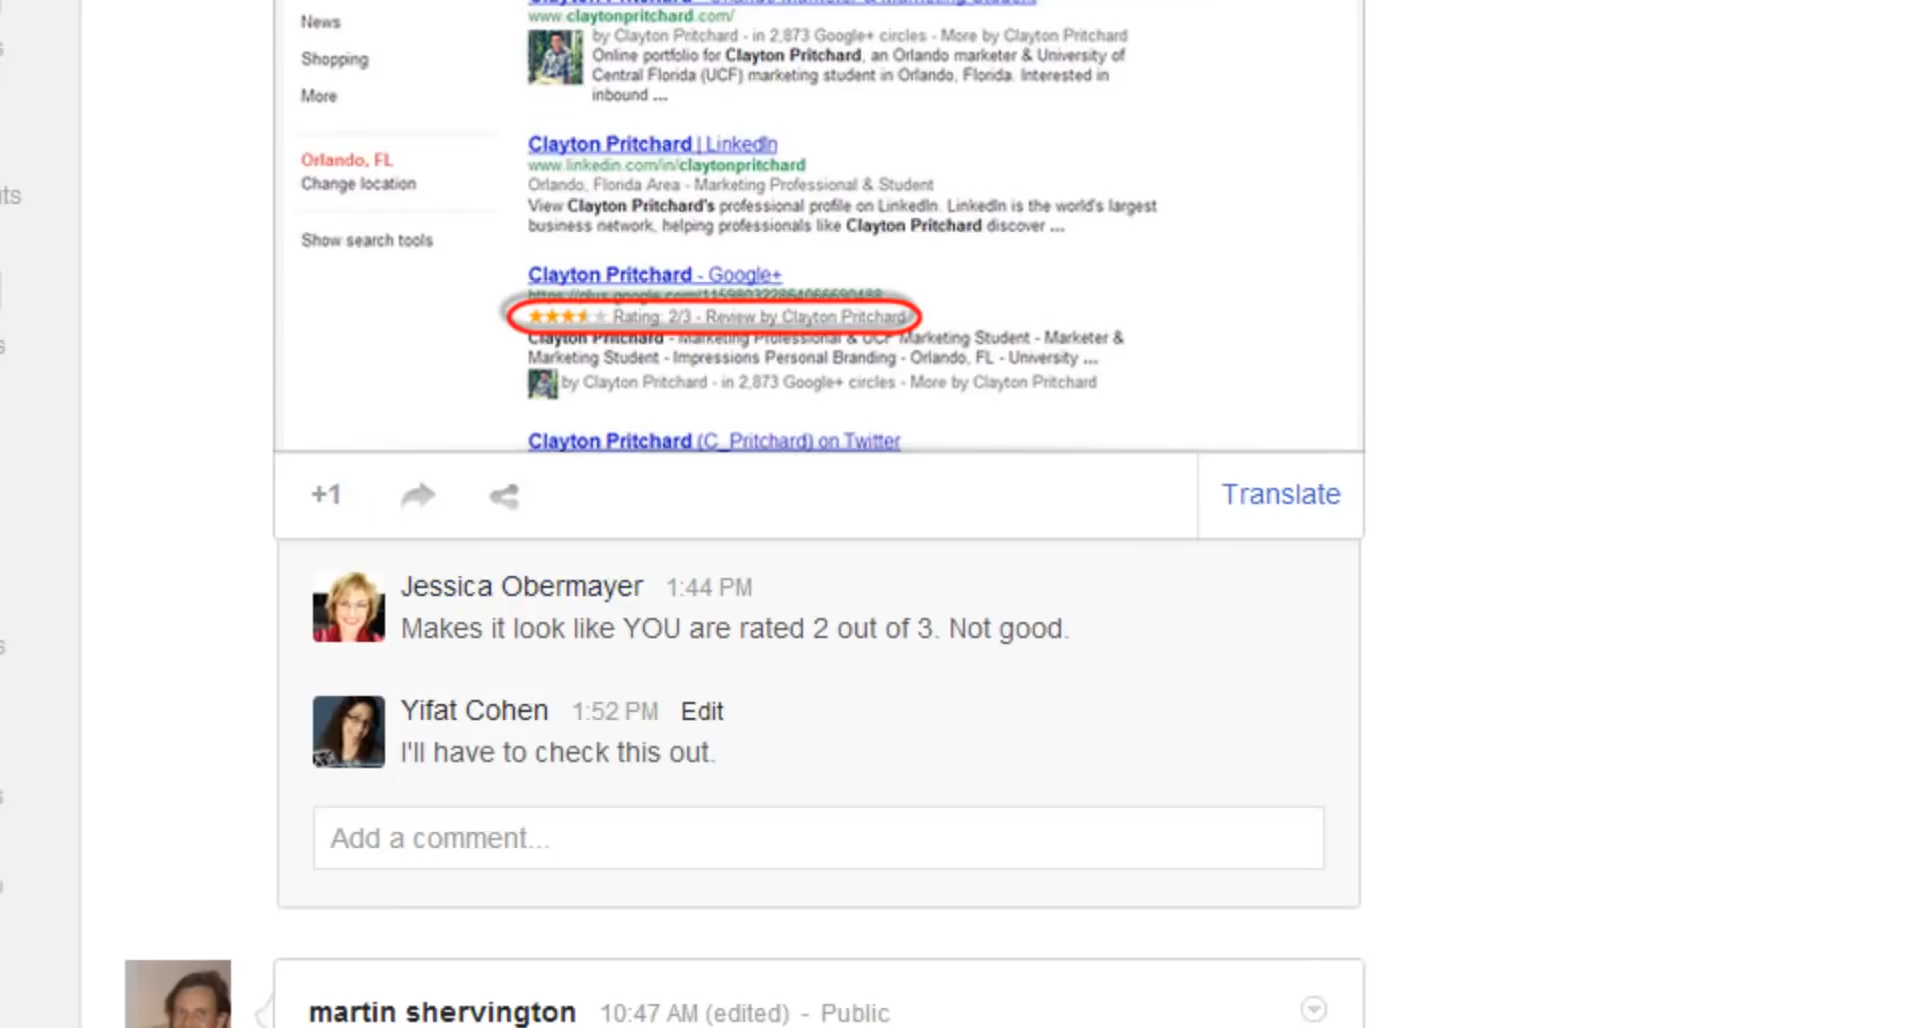 Clayton Pritchard - Orlando Marketer & Marketing Student
www.claytonpritchard.com/
News
by Clayton Pritchard - in 2,873 Google+ circles - More by Clayton Pritchard
Online portfolio for Clayton Pritchard, an Orlando marketer & University of
Shopping
Central Florida (UCF) marketing student in Orlando, Florida. Interested in
inbound ...
More
Clayton Pritchard | LinkedIn
Orlando, FL
www.linkedin.com/in/claytonpritchard
Change location
Orlando, Florida Area - Marketing Professional & Student
View Clayton Pritchard's professional profile on LinkedIn. LinkedIn is the world's largest
business network, helping professionals like Clayton Pritchard discover ...
Show search tools
Clayton Pritchard - Google+
Rating: 2/3 - Review by Clayton Pritchard
Clayton Pritchard - Marketing Professional & UCF Marketing Student - Marketer &
Marketing Student - Impressions Personal Branding - Orlando, FL - University ...
by Clayton Pritchard - in 2,873 Google+ circles - More by Clayton Pritchard
Clayton Pritchard (C_Pritchard) on Twitter
+1
Translate
Jessica Obermayer 1:44 PM
Makes it look like YOU are rated 2 out of 3. Not good.
Yifat Cohen 1:52 PM Edit
I'll have to check this out.
Add a comment...
martin shervington 10:47 AM (edited) - Public